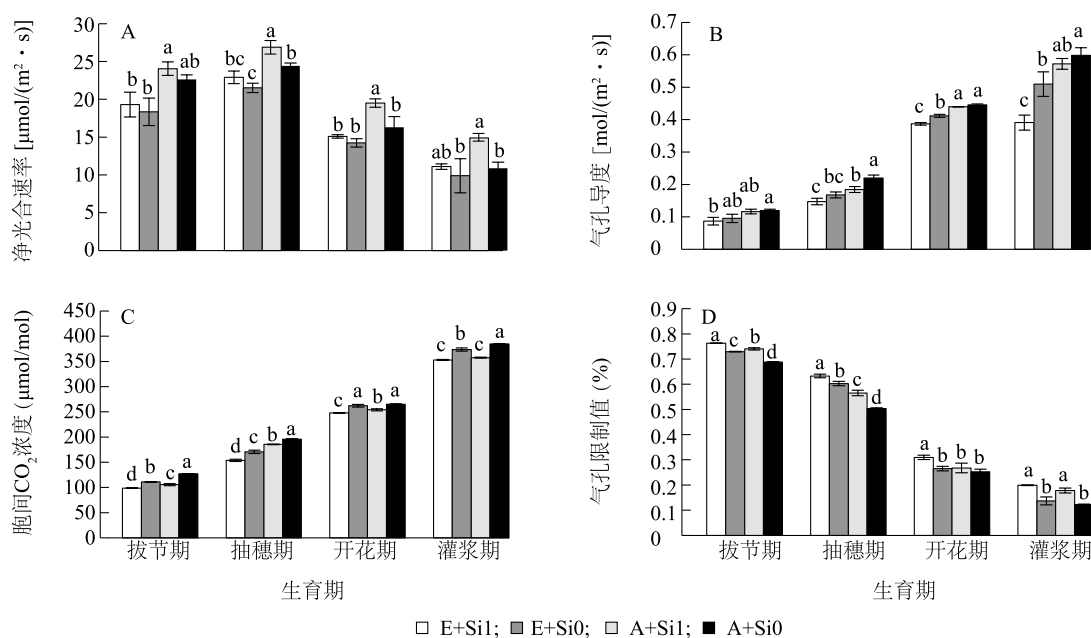 A
净光合速率 [μmol/(m²·s)]
30
25
20
15
10
5
0
b b a ab
bc c a b
b b a b
ab b a b
B
气孔导度 [mol/(m²·s)]
0.7
0.6
0.5
0.4
0.3
0.2
0.1
0
b ab ab a
c bc b a
c b a a
c b ab a
C
胞间CO₂浓度 (μmol/mol)
450
400
350
300
250
200
150
100
50
0
d b c a
d c b a
c a b a
c b c a
拔节期 抽穗期 开花期 灌浆期
生育期
D
气孔限制值 (%)
0.9
0.8
0.7
0.6
0.5
0.4
0.3
0.2
0.1
0
a c b d
a b c d
a b b b
a b a b
拔节期 抽穗期 开花期 灌浆期
生育期
E+Si1; E+Si0; A+Si1; A+Si0